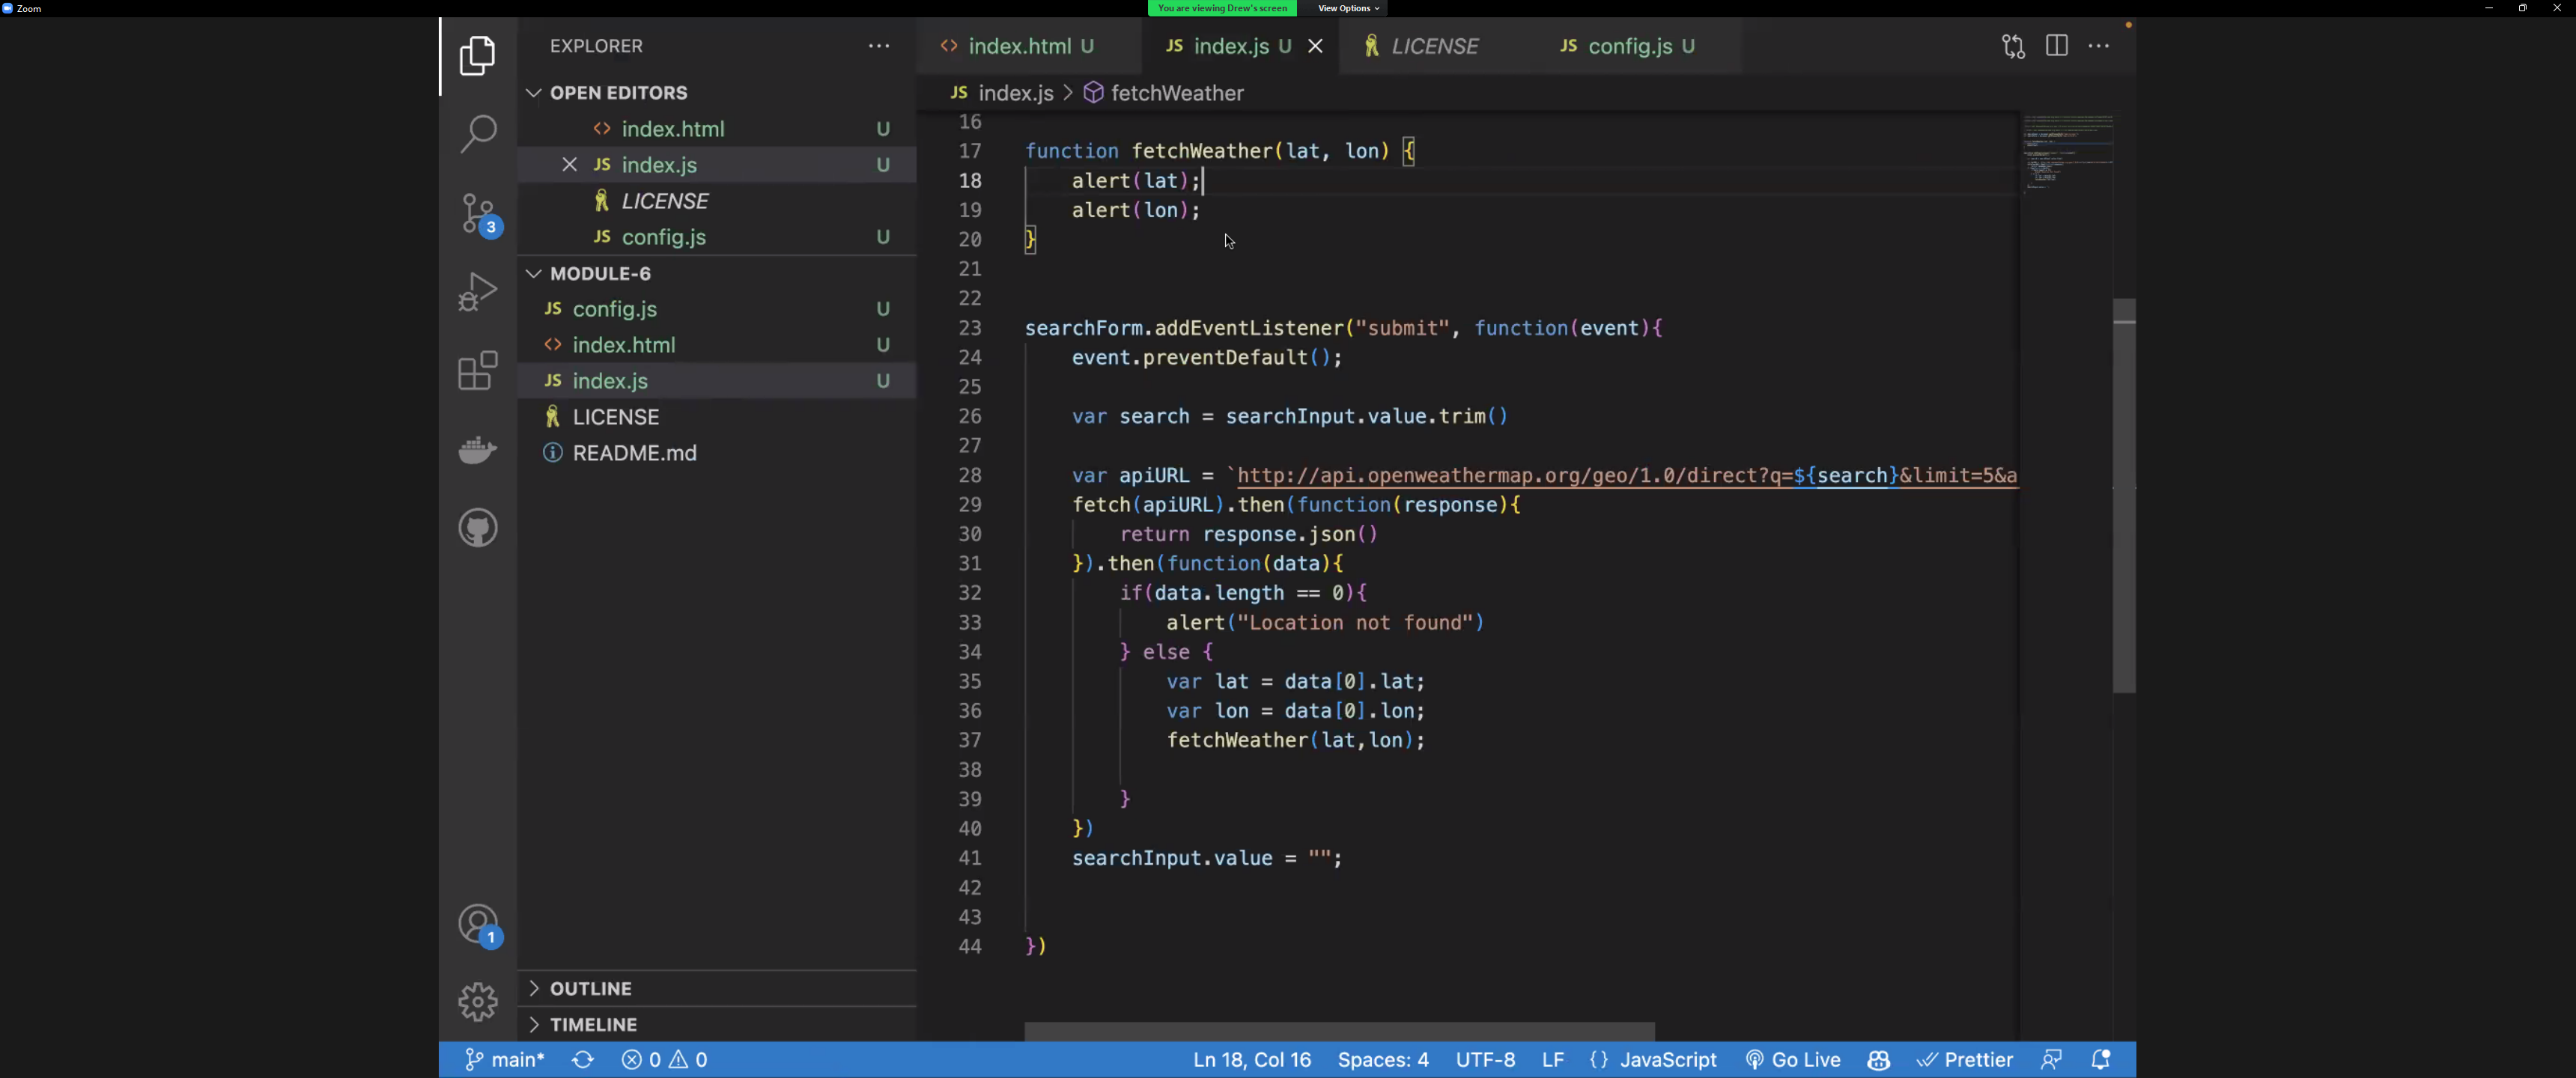 Zoom
You are viewing Drew's screen
View Options
EXPLORER
index.html U
JS index.js U
LICENSE
JS config.js U
OPEN EDITORS
index.html U
JS index.js U
LICENSE
JS config.js U
MODULE-6
JS config.js U
index.html U
JS index.js U
LICENSE
README.md
3
1
OUTLINE
TIMELINE
JS index.js > fetchWeather
16
17 function fetchWeather(lat, lon) {
18     alert(lat);
19     alert(lon);
20 }
21
22
23 searchForm.addEventListener("submit", function(event){
24     event.preventDefault();
25
26     var search = searchInput.value.trim()
27
28     var apiURL = `http://api.openweathermap.org/geo/1.0/direct?q=${search}&limit=5&a
29     fetch(apiURL).then(function(response){
30         return response.json()
31     }).then(function(data){
32         if(data.length == 0){
33             alert("Location not found")
34         } else {
35             var lat = data[0].lat;
36             var lon = data[0].lon;
37             fetchWeather(lat,lon);
38
39         }
40     })
41     searchInput.value = "";
42
43
44 })
main* 0 0 Ln 18, Col 16 Spaces: 4 UTF-8 LF {} JavaScript Go Live Prettier